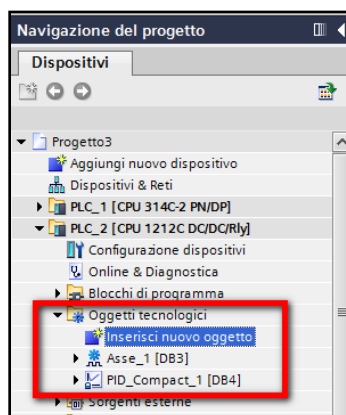 Navigazione del progetto
Dispositivi
Progetto3
Aggiungi nuovo dispositivo
Dispositivi & Reti
PLC_1 [CPU 314C-2 PN/DP]
PLC_2 [CPU 1212C DC/DC/Rly]
Configurazione dispositivi
Online & Diagnostica
Blocchi di programma
Oggetti tecnologici
Inserisci nuovo oggetto
Asse_1 [DB3]
PID_Compact_1 [DB4]
Sorgenti esterne